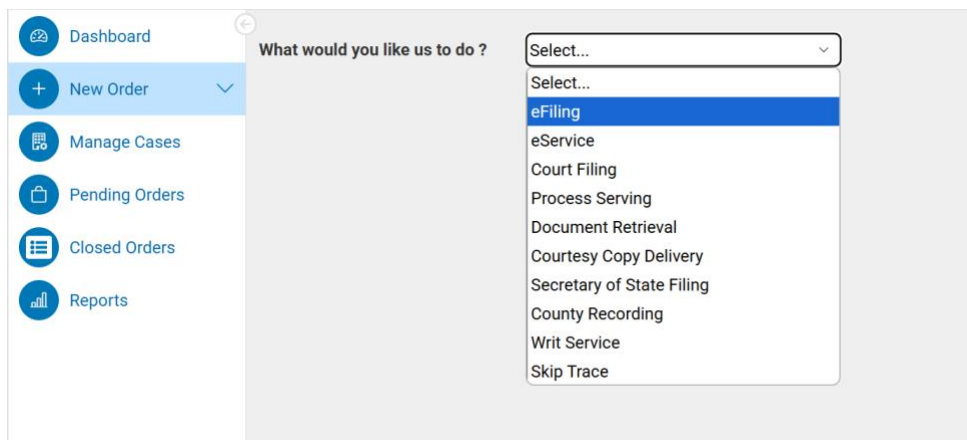 Dashboard
New Order
Manage Cases
Pending Orders
Closed Orders
Reports
What would you like us to do ?
Select...
Select...
eFiling
eService
Court Filing
Process Serving
Document Retrieval
Courtesy Copy Delivery
Secretary of State Filing
County Recording
Writ Service
Skip Trace